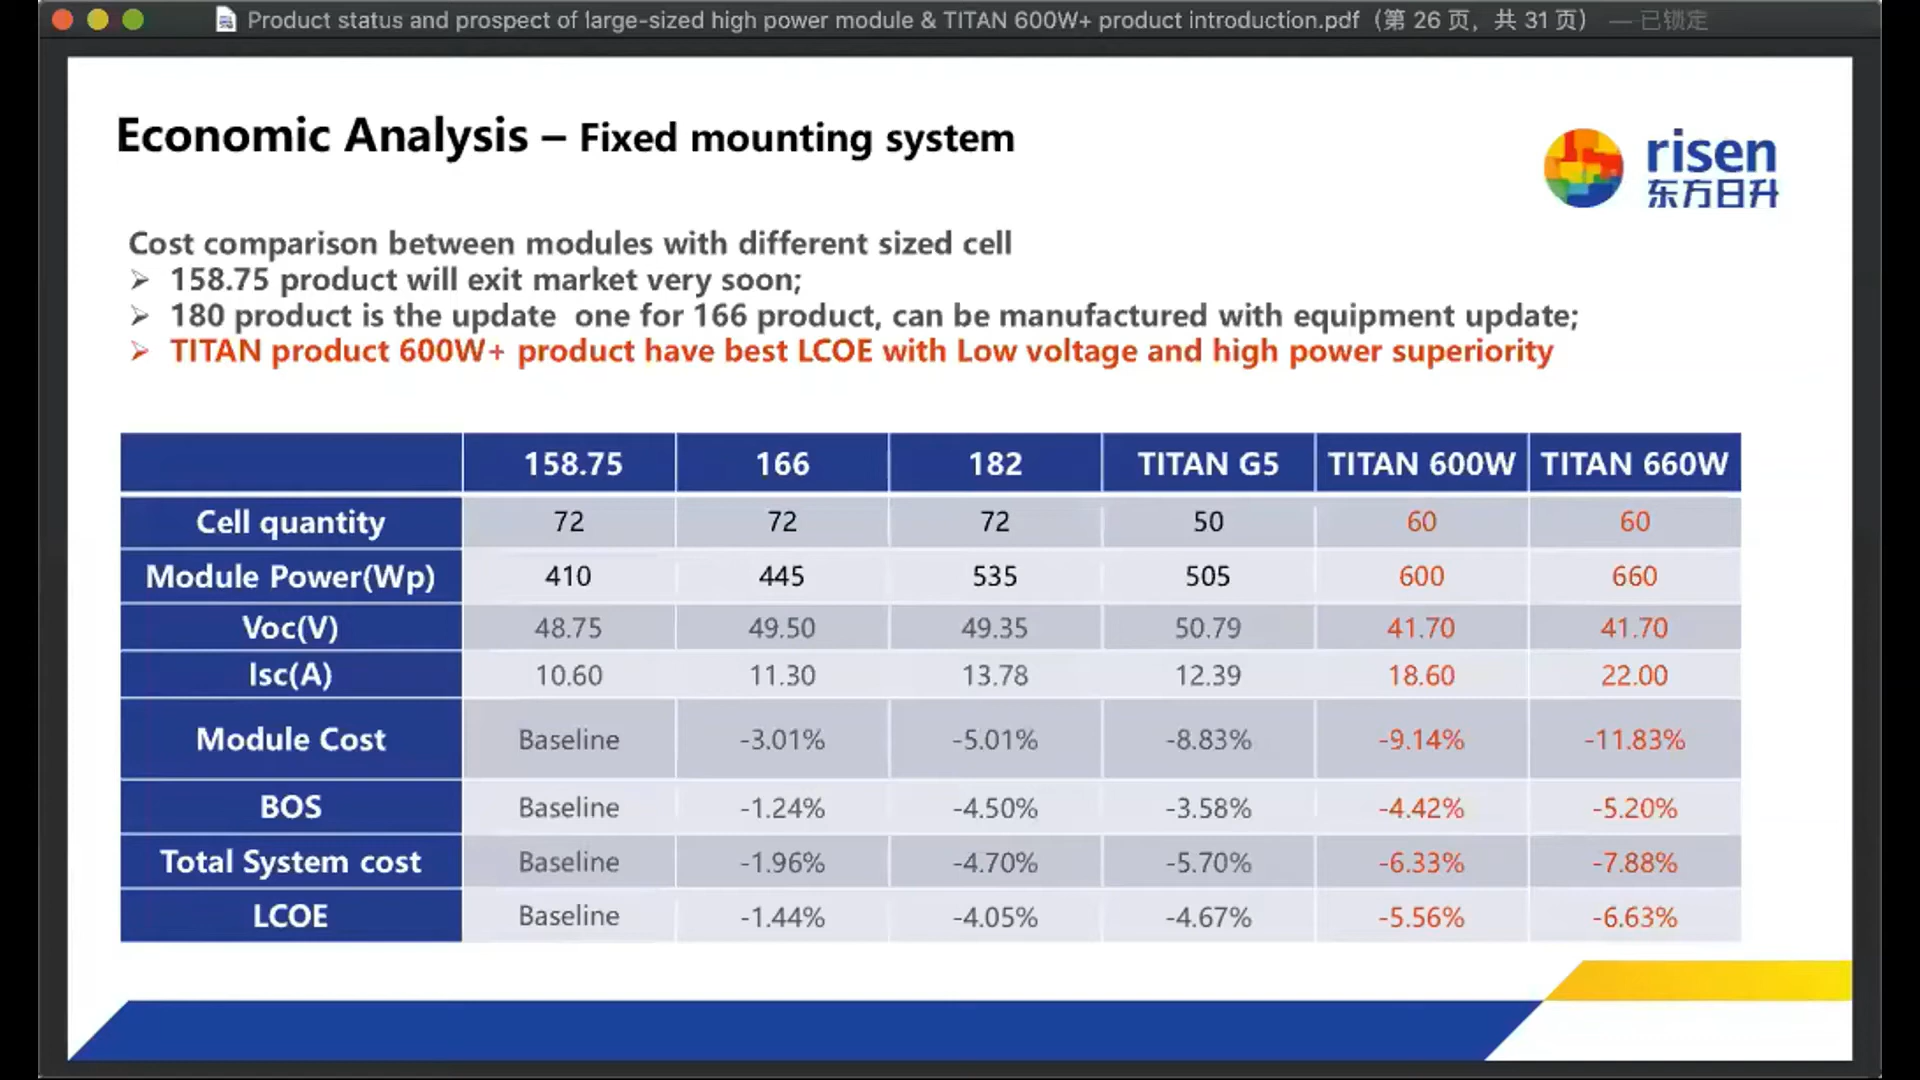 Product status and prospect of large-sized high power module & TITAN 600W+ product introduction.pdf（第 26 页，共 31 页） — 已锁定
Economic Analysis – Fixed mounting system
risen
东方日升
Cost comparison between modules with different sized cell
➢ 158.75 product will exit market very soon;
➢ 180 product is the update one for 166 product, can be manufactured with equipment update;
➢ TITAN product 600W+ product have best LCOE with Low voltage and high power superiority
158.75 166 182 TITAN G5 TITAN 600W TITAN 660W
Cell quantity 72 72 72 50 60 60
Module Power(Wp) 410 445 535 505 600 660
Voc(V) 48.75 49.50 49.35 50.79 41.70 41.70
Isc(A) 10.60 11.30 13.78 12.39 18.60 22.00
Module Cost Baseline -3.01% -5.01% -8.83% -9.14% -11.83%
BOS Baseline -1.24% -4.50% -3.58% -4.42% -5.20%
Total System cost Baseline -1.96% -4.70% -5.70% -6.33% -7.88%
LCOE Baseline -1.44% -4.05% -4.67% -5.56% -6.63%